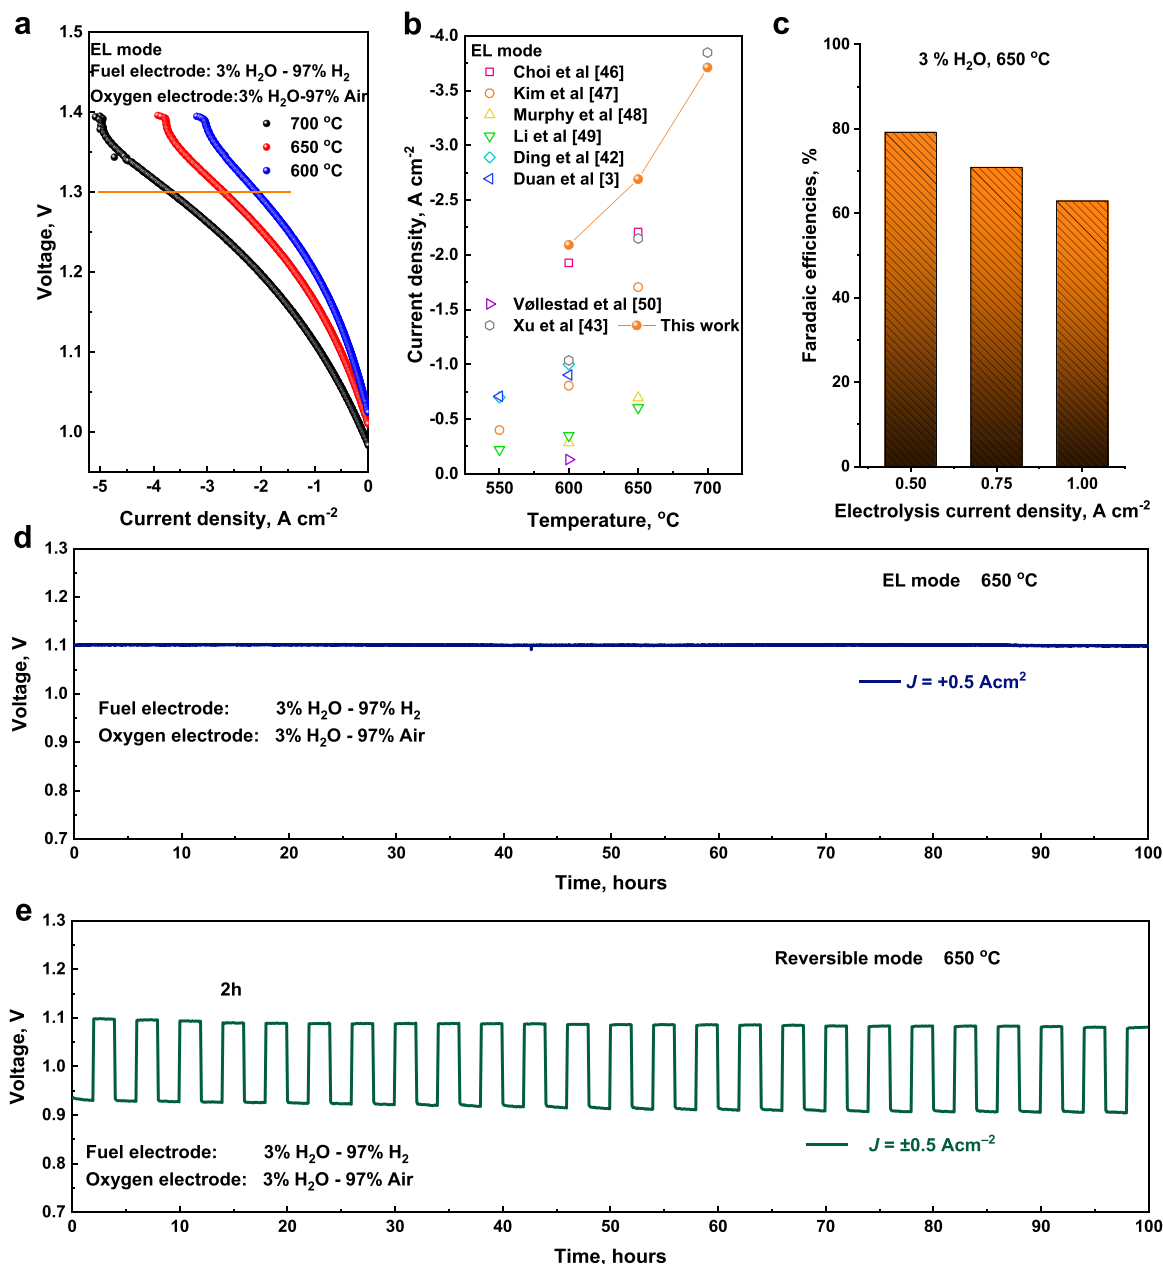 a
EL mode
Fuel electrode: 3% H2O - 97% H2
Oxygen electrode:3% H2O-97% Air
700 °C
650 °C
600 °C
1.5
1.4
1.3
1.2
1.1
1.0
Voltage, V
-5 -4 -3 -2 -1 0
Current density, A cm-2
b
EL mode
Choi et al [46]
Kim et al [47]
Murphy et al [48]
Li et al [49]
Ding et al [42]
Duan et al [3]
Vøllestad et al [50]
Xu et al [43] This work
-4.0
-3.5
-3.0
-2.5
-2.0
-1.5
-1.0
-0.5
0.0
Current density, A cm-2
550 600 650 700
Temperature, °C
c
3 % H2O, 650 °C
100
80
60
40
20
0
Faradaic efficiencies, %
0.50 0.75 1.00
Electrolysis current density, A cm-2
d
EL mode 650 °C
J = +0.5 Acm2
Fuel electrode: 3% H2O - 97% H2
Oxygen electrode: 3% H2O - 97% Air
1.3
1.2
1.1
1.0
0.9
0.8
0.7
Voltage, V
0 10 20 30 40 50 60 70 80 90 100
Time, hours
e
Reversible mode 650 °C
2h
J = ±0.5 Acm–2
Fuel electrode: 3% H2O - 97% H2
Oxygen electrode: 3% H2O - 97% Air
1.3
1.2
1.1
1.0
0.9
0.8
0.7
Voltage, V
0 10 20 30 40 50 60 70 80 90 100
Time, hours